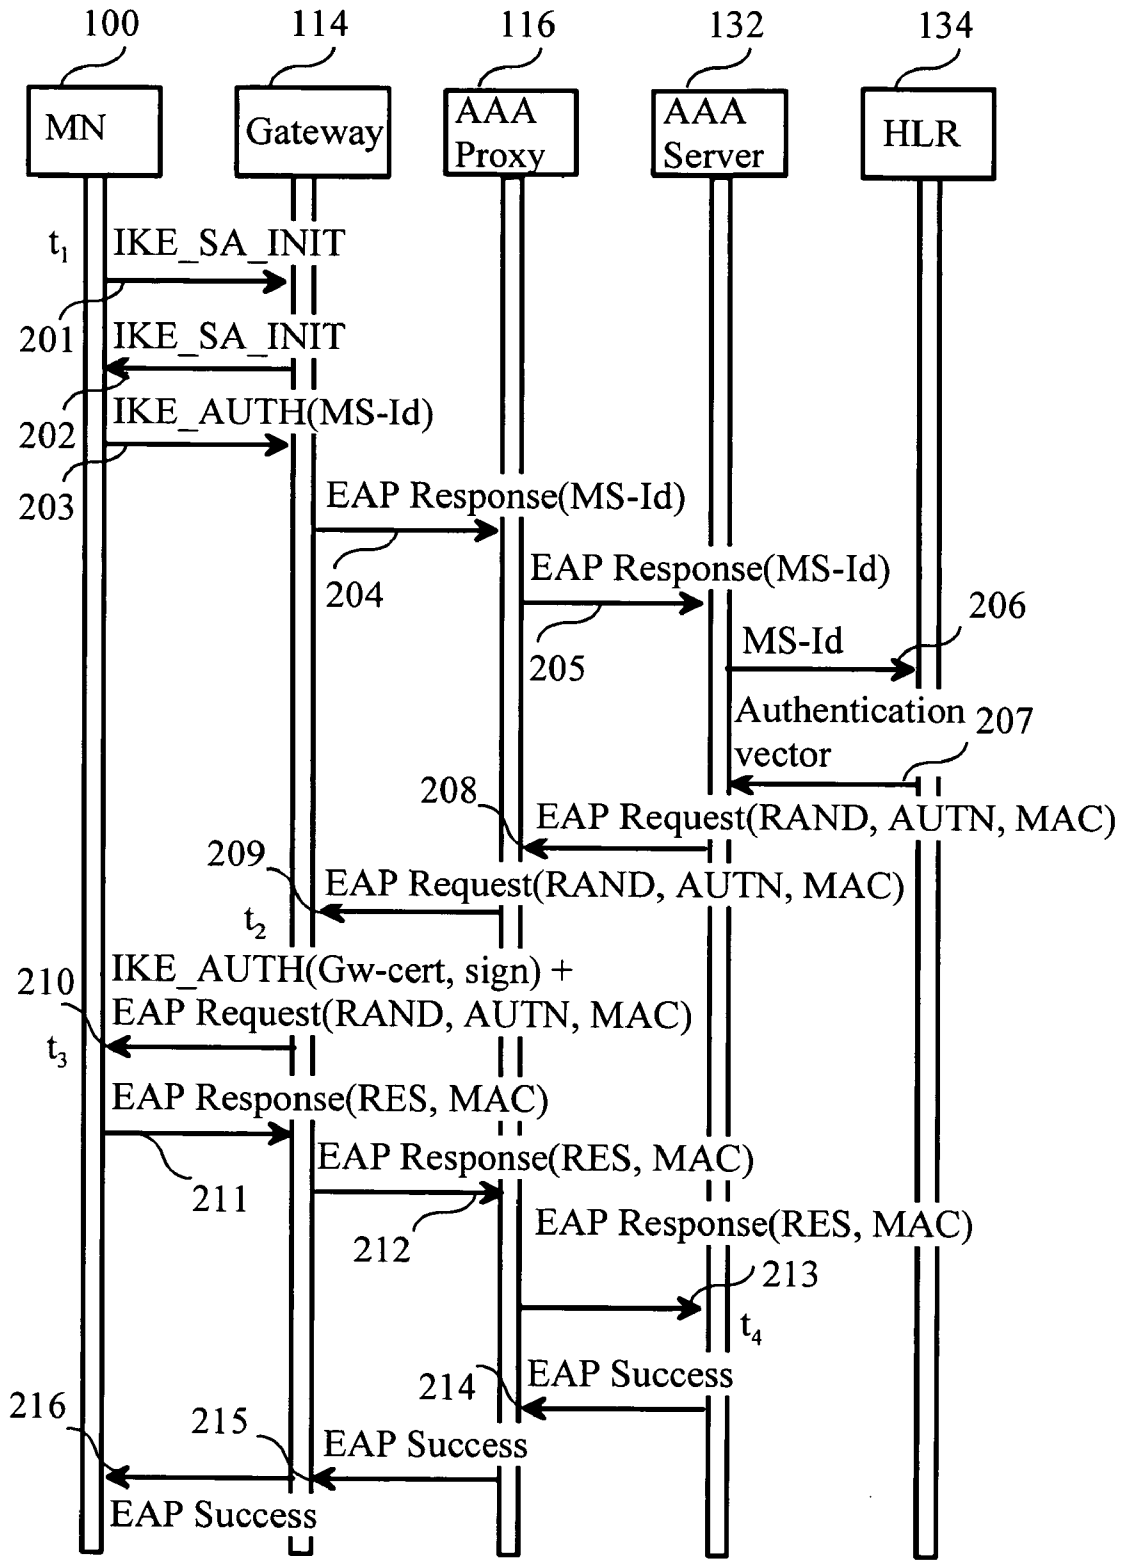 100 114 116 132 134
MN Gateway AAA Proxy AAA Server HLR
t1 IKE_SA_INIT
201
IKE_SA_INIT
202
IKE_AUTH(MS-Id)
203
EAP Response(MS-Id)
204
EAP Response(MS-Id)
205
206
MS-Id
Authentication
vector
207
208
EAP Request(RAND, AUTN, MAC)
209
EAP Request(RAND, AUTN, MAC)
t2
210
IKE_AUTH(Gw-cert, sign) +
EAP Request(RAND, AUTN, MAC)
t3
EAP Response(RES, MAC)
211
EAP Response(RES, MAC)
212
EAP Response(RES, MAC)
213
t4
214
EAP Success
216
215
EAP Success
EAP Success